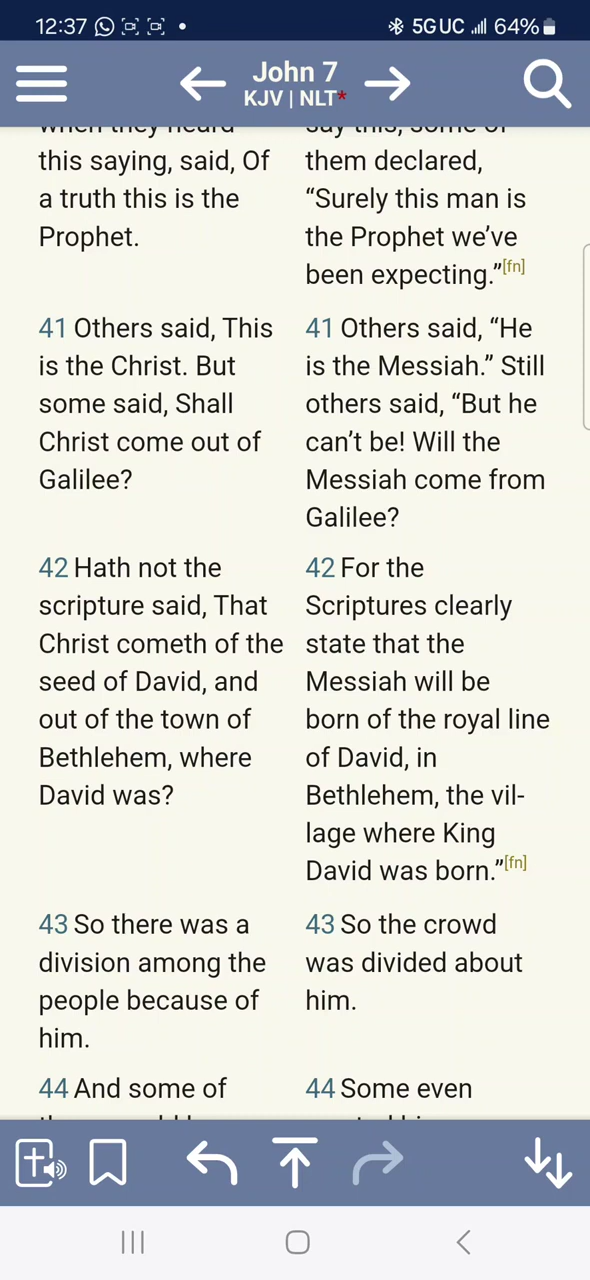 12:37
5G UC 64%
John 7
KJV | NLT*
when they heard
this saying, said, Of
a truth this is the
Prophet.
41 Others said, This
is the Christ. But
some said, Shall
Christ come out of
Galilee?
42 Hath not the
scripture said, That
Christ cometh of the
seed of David, and
out of the town of
Bethlehem, where
David was?
43 So there was a
division among the
people because of
him.
44 And some of
say this, some of
them declared,
“Surely this man is
the Prophet we’ve
been expecting.”[fn]
41 Others said, “He
is the Messiah.” Still
others said, “But he
can’t be! Will the
Messiah come from
Galilee?
42 For the
Scriptures clearly
state that the
Messiah will be
born of the royal line
of David, in
Bethlehem, the vil-
lage where King
David was born.”[fn]
43 So the crowd
was divided about
him.
44 Some even